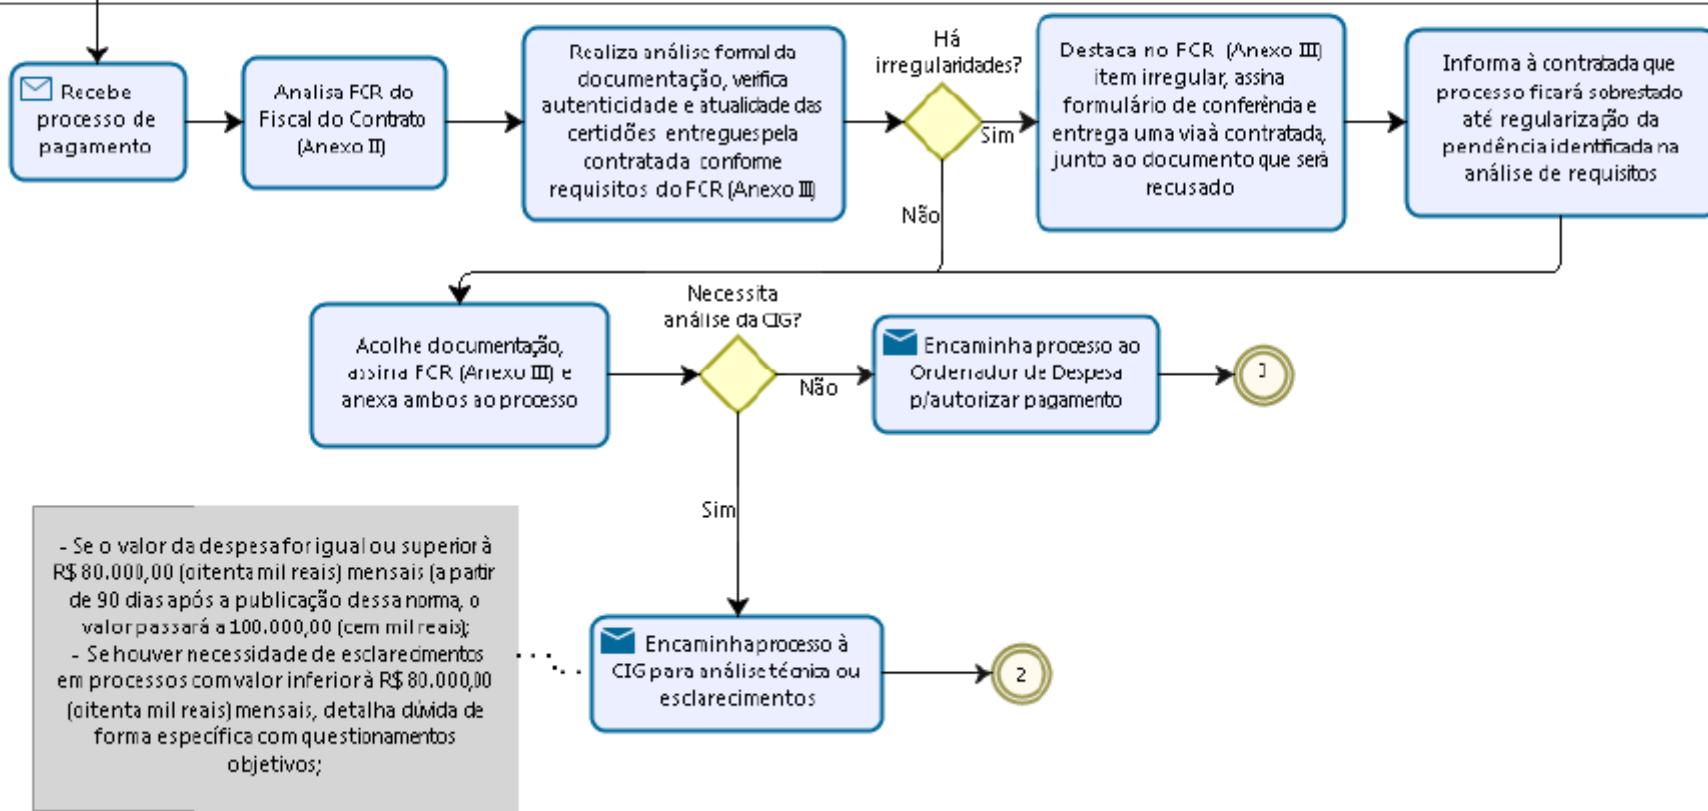 Recebe
processo de
pagamento
Analisa FCR do
Fiscal do Contrato
(Anexo II)
Realiza análise formal da
documentação, verifica
autenticidade e atualidade das
certidões entregues pela
contratada conforme
requisitos do FCR (Anexo III)
Há
irregularidades?
Sim
Não
Destaca no FCR (Anexo III)
item irregular, assina
formulário de conferência e
entrega uma via à contratada,
junto ao documento que será
recusado
Informa à contratada que
processo ficará sobrestado
até regularização da
pendência identificada na
análise de requisitos
Acolhe documentação,
assina FCR (Anexo III) e
anexa ambos ao processo
Necessita
análise da CIG?
Não
Sim
Encaminha processo ao
Ordenador de Despesa
p/autorizar pagamento
- Se o valor da despesa for igual ou superior à
R$ 80.000,00 (oitenta mil reais) mensais (a partir
de 90 dias após a publicação dessa norma, o
valor passará a 100.000,00 (cem mil reais);
- Se houver necessidade de esclarecimentos
em processos com valor inferior à R$ 80.000,00
(oitenta mil reais) mensais, detalha dúvida de
forma específica com questionamentos
objetivos;
Encaminha processo à
CIG para análise técnica ou
esclarecimentos
2